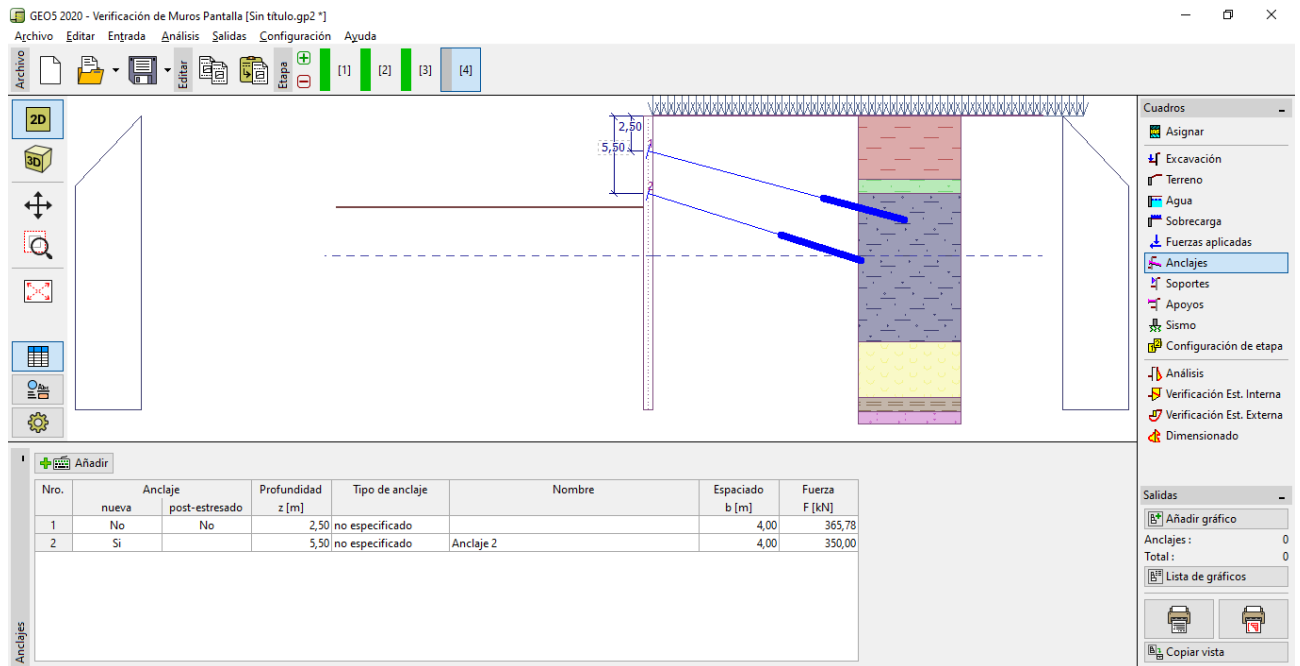 GEO5 2020 - Verificación de Muros Pantalla [Sin título.gp2 *]
Archivo Editar Entrada Análisis Salidas Configuración Ayuda
Archivo
Editar
Etapa
[1] [2] [3] [4]
2D
3D
2,50
5,50
1
2
Cuadros
Asignar
Excavación
Terreno
Agua
Sobrecarga
Fuerzas aplicadas
Anclajes
Soportes
Apoyos
Sismo
Configuración de etapa
Análisis
Verificación Est. Interna
Verificación Est. Externa
Dimensionado
Añadir
Nro. Anclaje Profundidad Tipo de anclaje Nombre Espaciado Fuerza
nueva post-estresado z [m] b [m] F [kN]
1 No No 2,50 no especificado 4,00 365,78
2 Si 5,50 no especificado Anclaje 2 4,00 350,00
Anclajes
Salidas
Añadir gráfico
Anclajes : 0
Total : 0
Lista de gráficos
Copiar vista